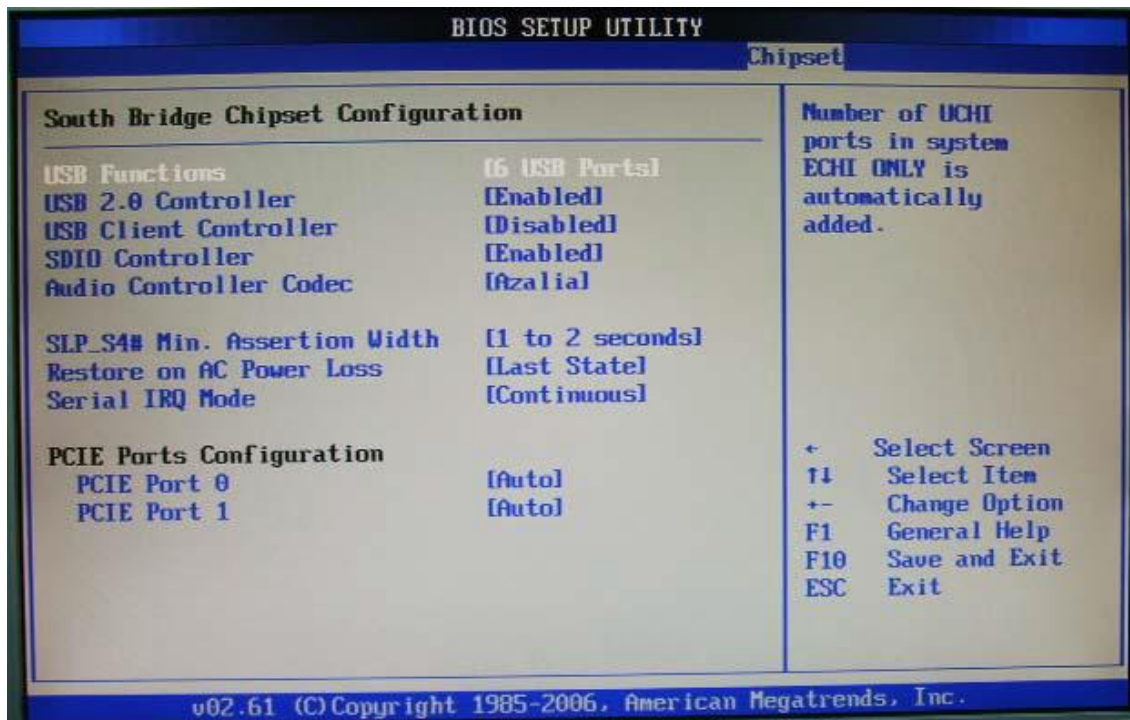 BIOS SETUP UTILITY
Chipset
South Bridge Chipset Configuration
USB Functions [6 USB Ports]
USB 2.0 Controller [Enabled]
USB Client Controller [Disabled]
SDIO Controller [Enabled]
Audio Controller Codec [Azalia]
SLP_S4# Min. Assertion Width [1 to 2 seconds]
Restore on AC Power Loss [Last State]
Serial IRQ Mode [Continuous]
PCIE Ports Configuration
PCIE Port 0 [Auto]
PCIE Port 1 [Auto]
Number of UCHI
ports in system
ECHI ONLY is
automatically
added.
← Select Screen
↑↓ Select Item
+- Change Option
F1 General Help
F10 Save and Exit
ESC Exit
v02.61 (C)Copyright 1985-2006, American Megatrends, Inc.